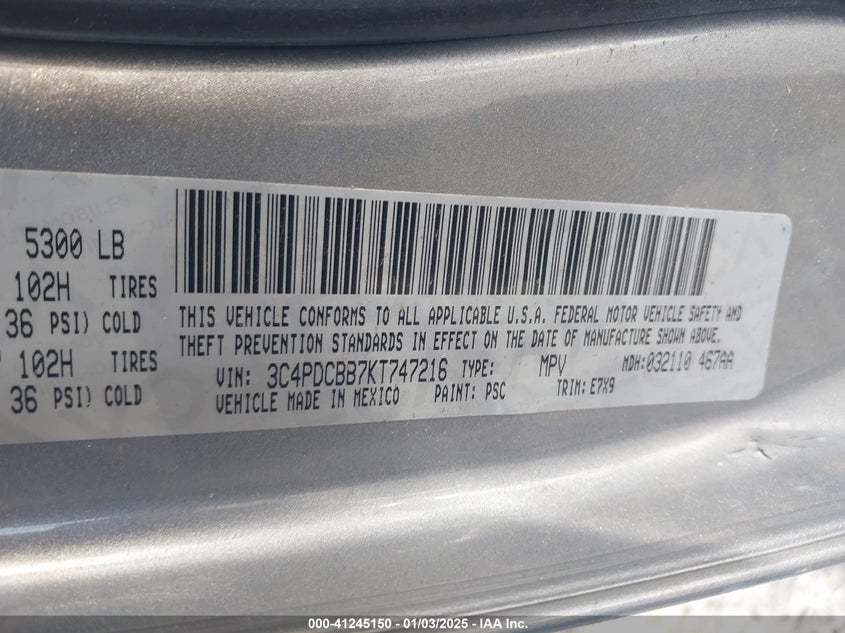 5300 LB
102H TIRES
36 PSI) COLD
102H TIRES
36 PSI) COLD
THIS VEHICLE CONFORMS TO ALL APPLICABLE U.S.A. FEDERAL MOTOR VEHICLE SAFETY AND
THEFT PREVENTION STANDARDS IN EFFECT ON THE DATE OF MANUFACTURE SHOWN ABOVE.
VIN: 3C4PDCBB7KT747216 TYPE: MPV MDH:032110 467AA
VEHICLE MADE IN MEXICO PAINT: PSC TRIM: E7X9
000-41245150 — 01/03/2025 — IAA Inc.